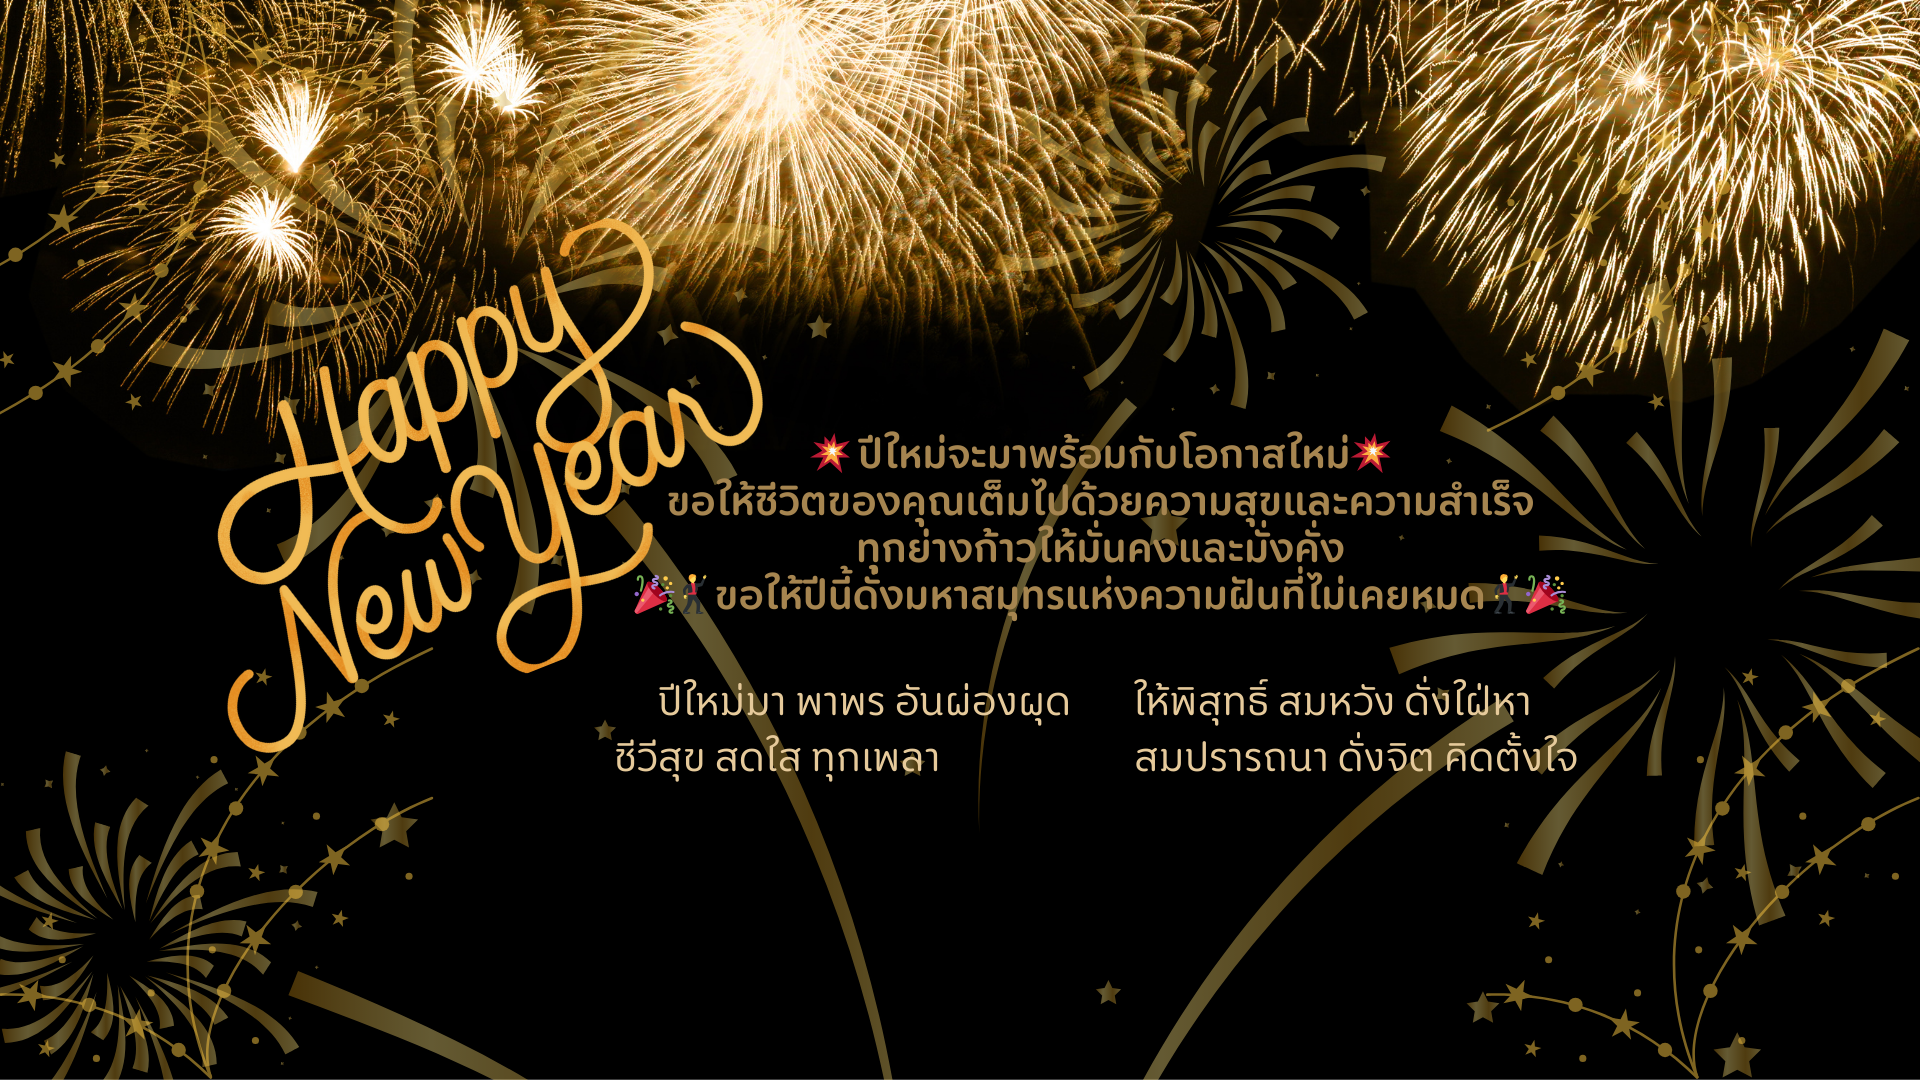 Happy
New Year
💥 ปีใหม่จะมาพร้อมกับโอกาสใหม่💥
ขอให้ชีวิตของคุณเต็มไปด้วยความสุขและความสำเร็จ
ทุกย่างก้าวให้มั่นคงและมั่งคั่ง
🎉🕺 ขอให้ปีนี้ดั่งมหาสมุทรแห่งความฝันที่ไม่เคยหมด🕺🎉
ปีใหม่มา พาพร อันผ่องผุด ให้พิสุทธิ์ สมหวัง ดั่งใฝ่หา
ชีวีสุข สดใส ทุกเพลา สมปรารถนา ดั่งจิต คิดตั้งใจ